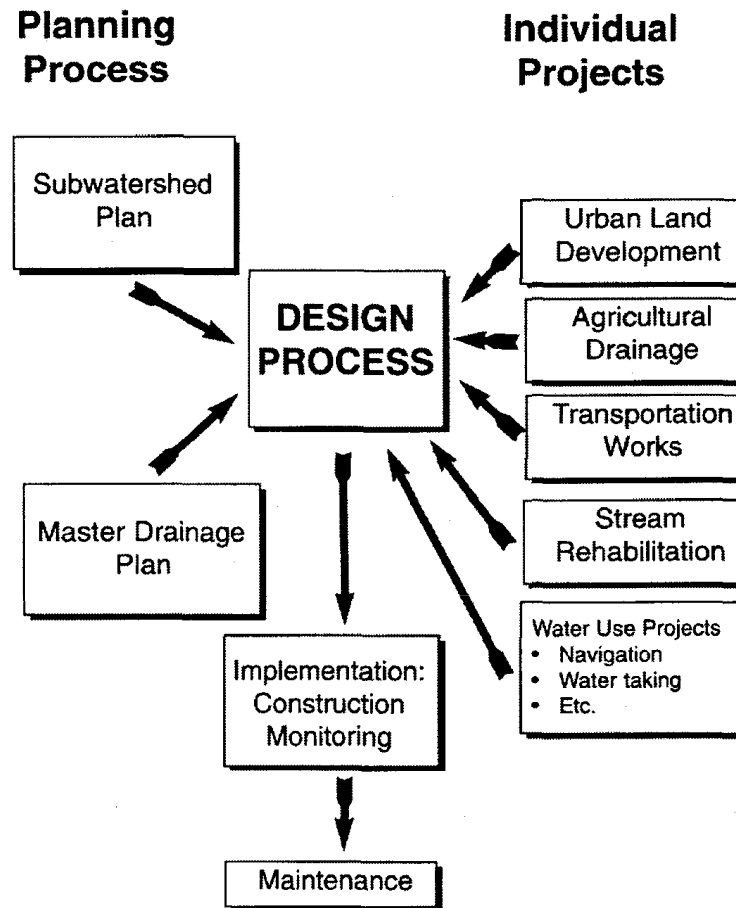 Planning
Process
Individual
Projects
Subwatershed
Plan
Urban Land
Development
DESIGN
PROCESS
Agricultural
Drainage
Transportation
Works
Master Drainage
Plan
Stream
Rehabilitation
Water Use Projects
• Navigation
• Water taking
• Etc.
Implementation:
Construction
Monitoring
Maintenance